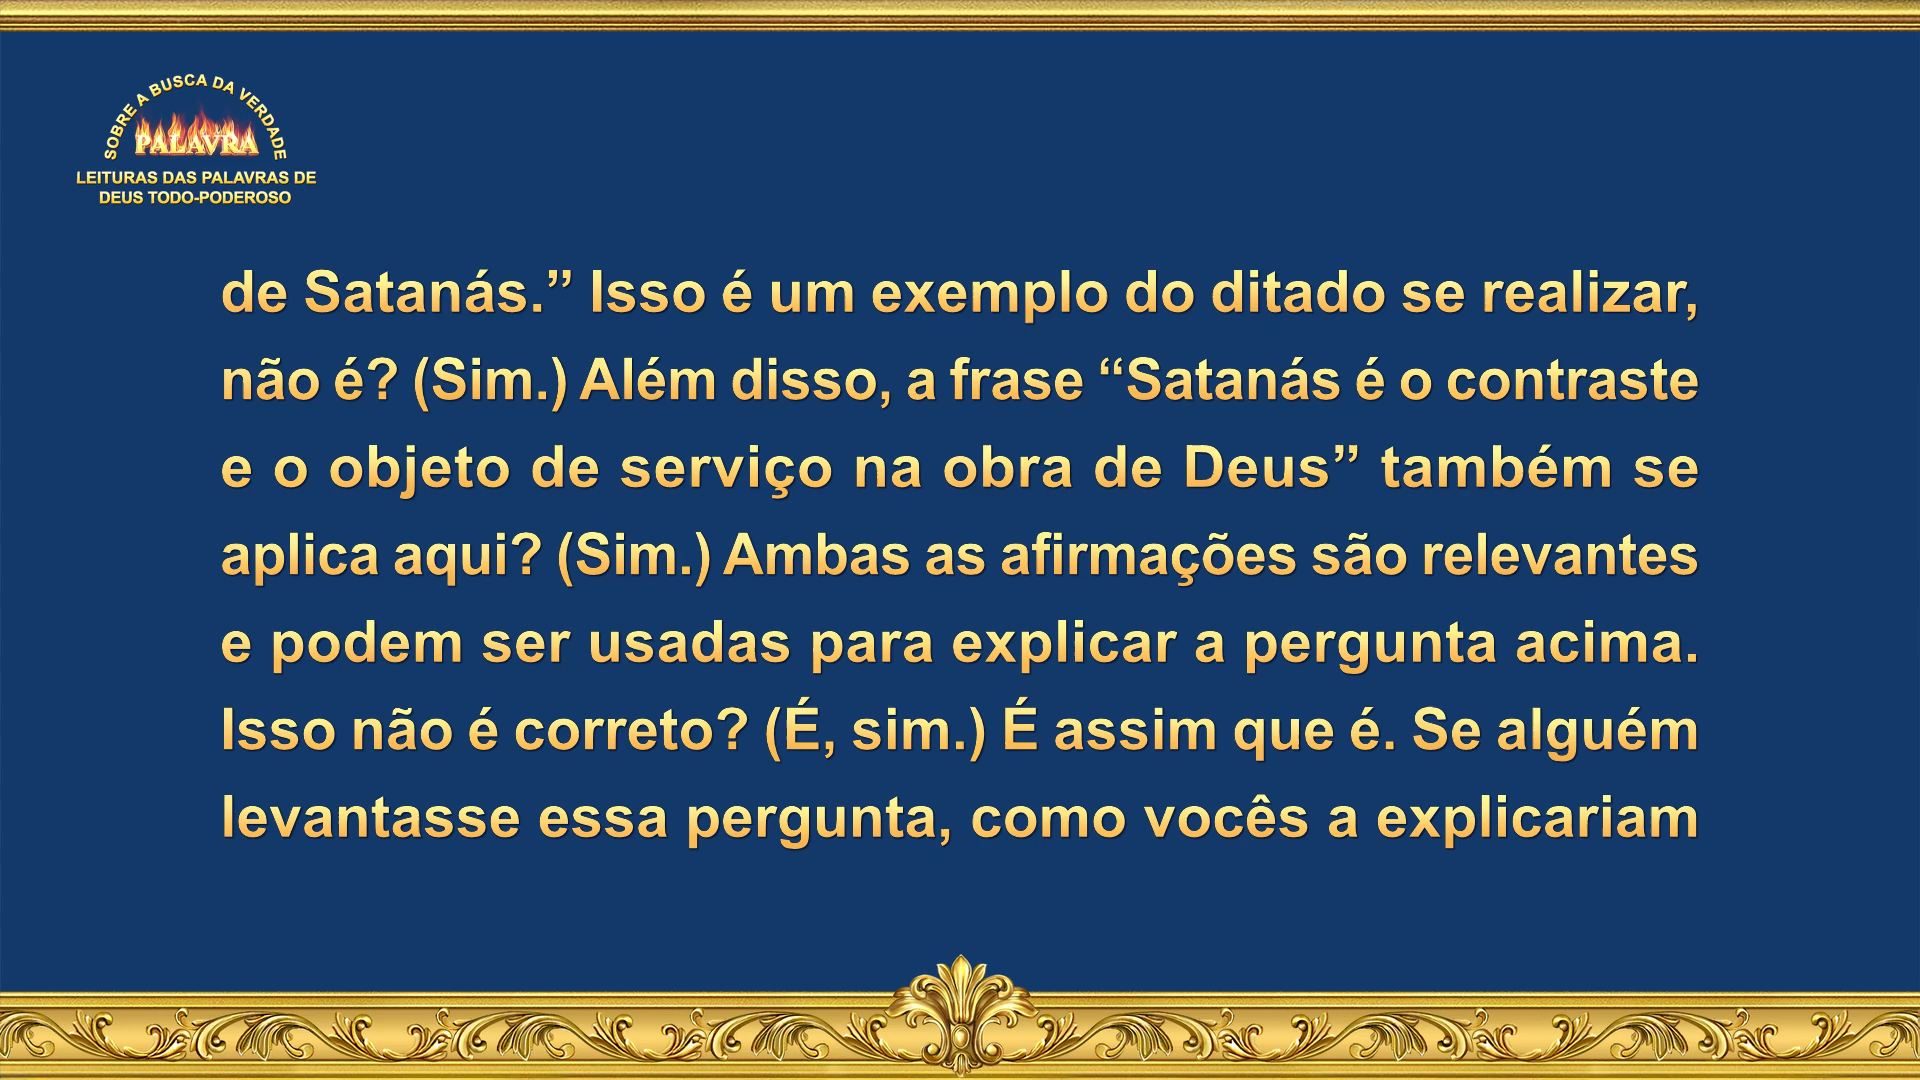 SOBRE A BUSCA DA VERDADE
PALAVRA
LEITURAS DAS PALAVRAS DE
DEUS TODO-PODEROSO
de Satanás.” Isso é um exemplo do ditado se realizar,
não é? (Sim.) Além disso, a frase “Satanás é o contraste
e o objeto de serviço na obra de Deus” também se
aplica aqui? (Sim.) Ambas as afirmações são relevantes
e podem ser usadas para explicar a pergunta acima.
Isso não é correto? (É, sim.) É assim que é. Se alguém
levantasse essa pergunta, como vocês a explicariam